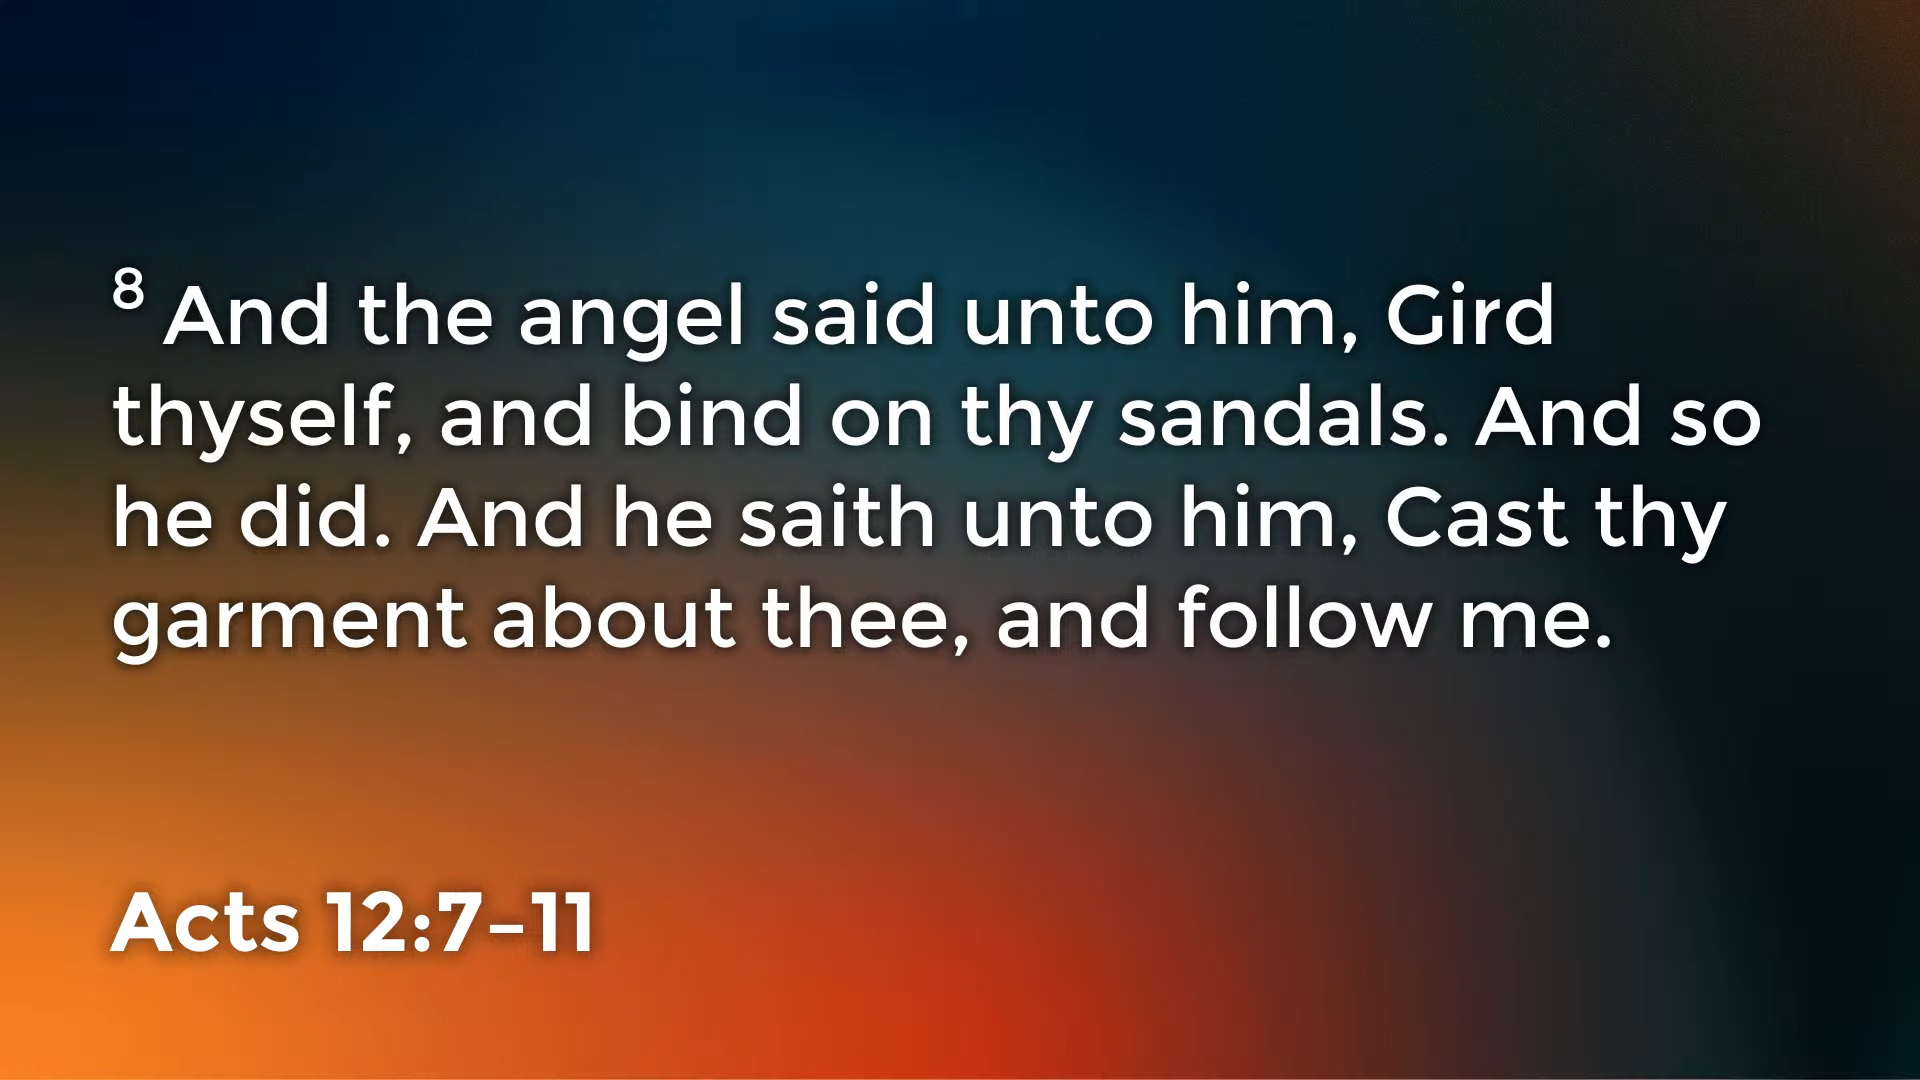 8 And the angel said unto him, Gird
thyself, and bind on thy sandals. And so
he did. And he saith unto him, Cast thy
garment about thee, and follow me.
Acts 12:7–11